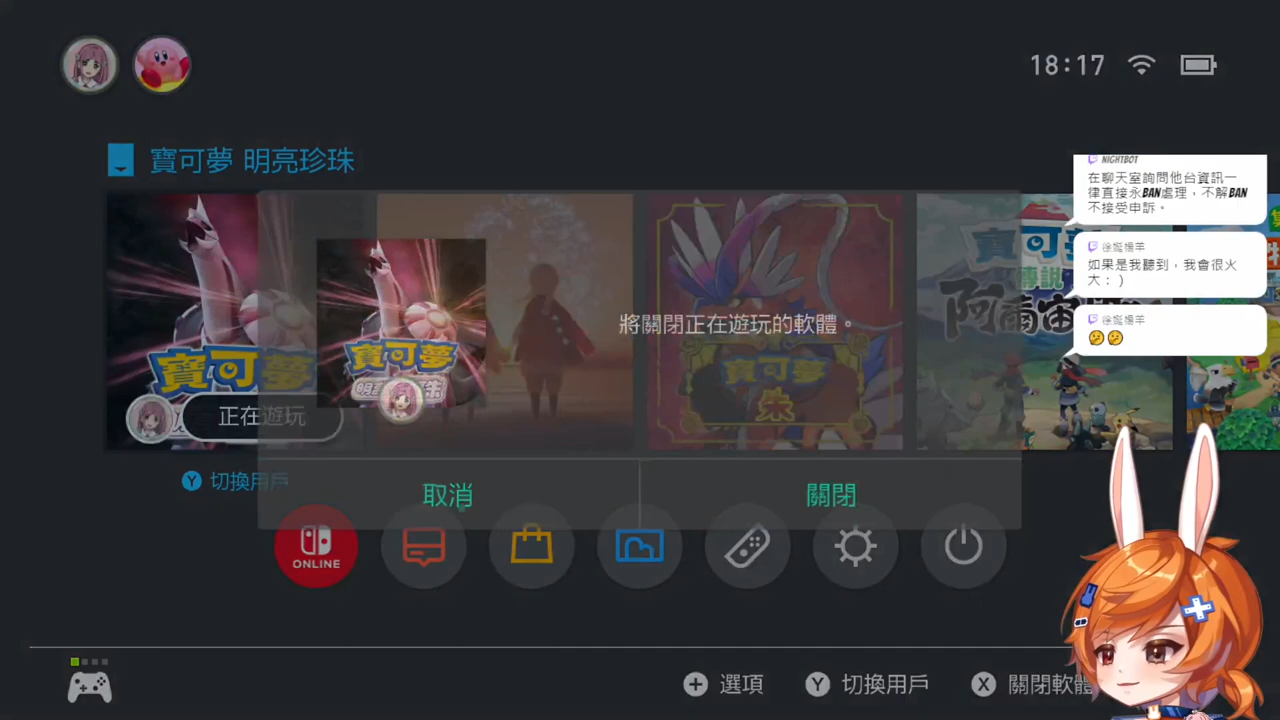 18:17
寶可夢 明亮珍珠
NIGHTBOT
在聊天室詢問他台資訊一
律直接永BAN處理,不解BAN
不接受申訴。
如果是我聽到,我會很火
大:)
將關閉正在遊玩的軟體。
寶可夢
寶可夢
寶可夢
朱
寶可夢
傳說
阿爾宙
正在遊玩
切換用戶
取消
關閉
ONLINE
選項
切換用戶
關閉軟體